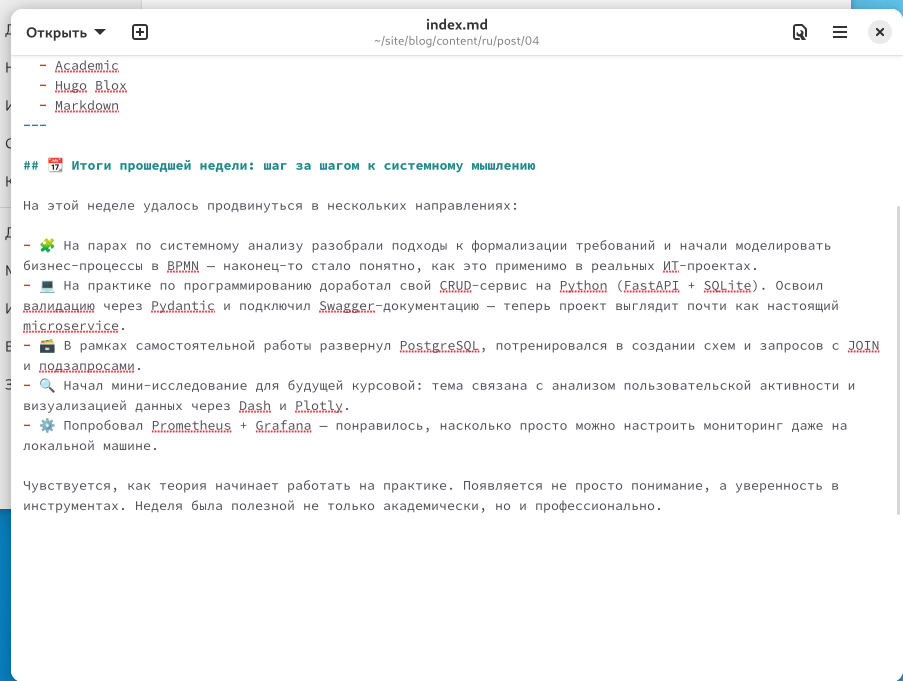 Открыть
index.md
~/site/blog/content/ru/post/04
- Academic
- Hugo Blox
- Markdown
---
## 📆 Итоги прошедшей недели: шаг за шагом к системному мышлению
На этой неделе удалось продвинуться в нескольких направлениях:
- 🧩 На парах по системному анализу разобрали подходы к формализации требований и начали моделировать
бизнес-процессы в BPMN — наконец-то стало понятно, как это применимо в реальных ИТ-проектах.
- 💻 На практике по программированию доработал свой CRUD-сервис на Python (FastAPI + SQLite). Освоил
валидацию через Pydantic и подключил Swagger-документацию — теперь проект выглядит почти как настоящий
microservice.
- 🗃️ В рамках самостоятельной работы развернул PostgreSQL, потренировался в создании схем и запросов с JOIN
и подзапросами.
- 🔍 Начал мини-исследование для будущей курсовой: тема связана с анализом пользовательской активности и
визуализацией данных через Dash и Plotly.
- ⚙️ Попробовал Prometheus + Grafana — понравилось, насколько просто можно настроить мониторинг даже на
локальной машине.
Чувствуется, как теория начинает работать на практике. Появляется не просто понимание, а уверенность в
инструментах. Неделя была полезной не только академически, но и профессионально.